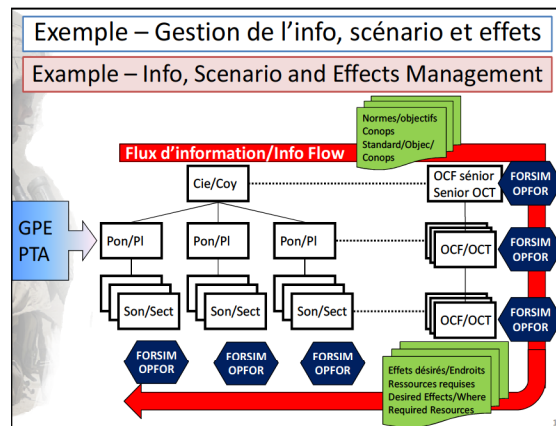 Exemple – Gestion de l'info, scénario et effets
Example – Info, Scenario and Effects Management
Normes/objectifs
Conops
Standard/Objec/
Conops
Flux d'information/Info Flow
Cie/Coy
OCF sénior
Senior OCT
FORSIM
OPFOR
GPE
PTA
Pon/Pl
Pon/Pl
Pon/Pl
OCF/OCT
FORSIM
OPFOR
Son/Sect
Son/Sect
Son/Sect
OCF/OCT
FORSIM
OPFOR
FORSIM
OPFOR
FORSIM
OPFOR
FORSIM
OPFOR
Effets désirés/Endroits
Ressources requises
Desired Effects/Where
Required Resources